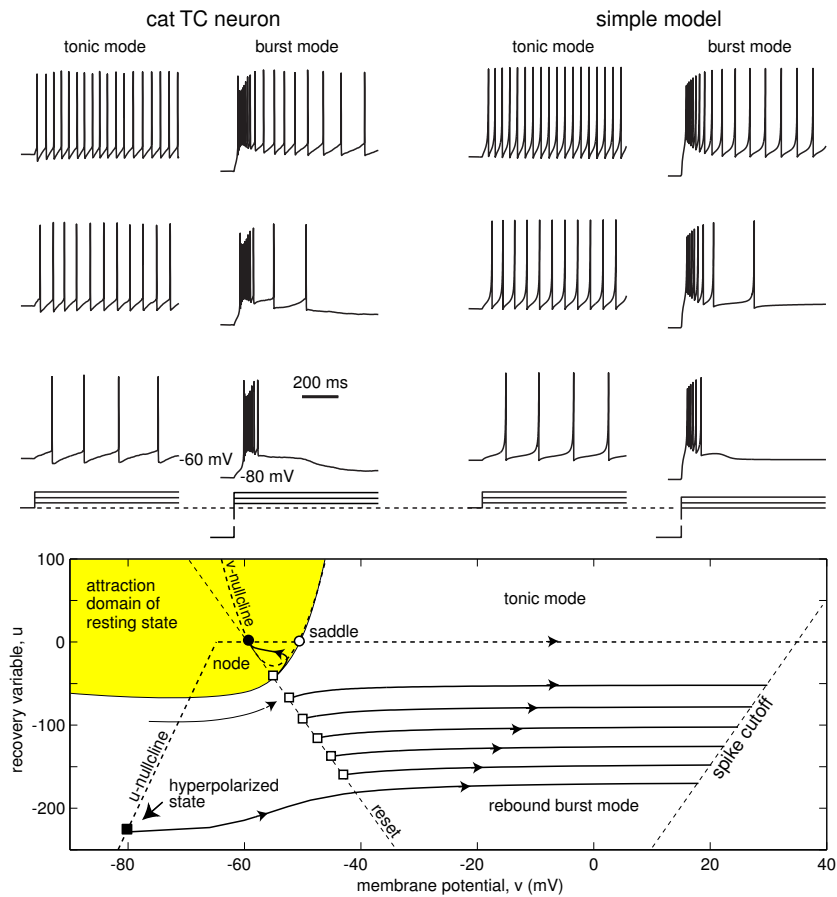 cat TC neuron
simple model
tonic mode
burst mode
tonic mode
burst mode
200 ms
-60 mV
-80 mV
100
0
-100
-200
recovery variable, u
attraction
domain of
resting state
v-nullcline
tonic mode
saddle
node
u-nullcline
hyperpolarized
state
reset
rebound burst mode
spike cutoff
-80
-60
-40
-20
0
20
40
membrane potential, v (mV)